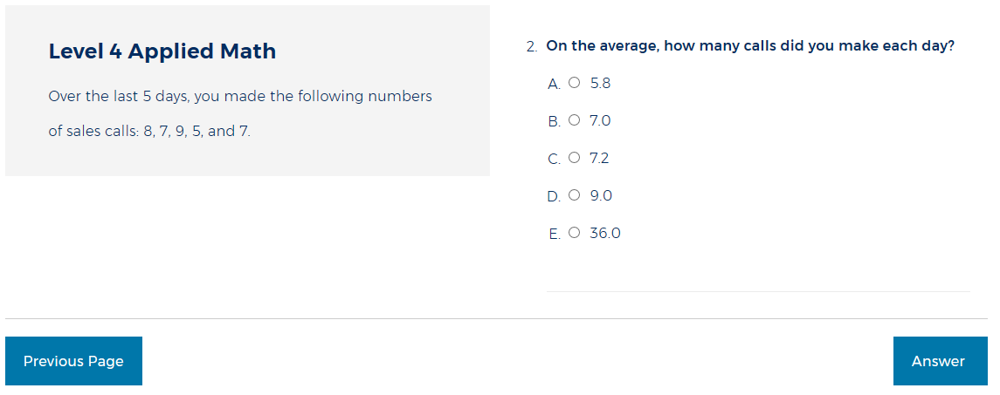 Level 4 Applied Math
Over the last 5 days, you made the following numbers
of sales calls: 8, 7, 9, 5, and 7.
2. On the average, how many calls did you make each day?
A. 5.8
B. 7.0
C. 7.2
D. 9.0
E. 36.0
Previous Page
Answer